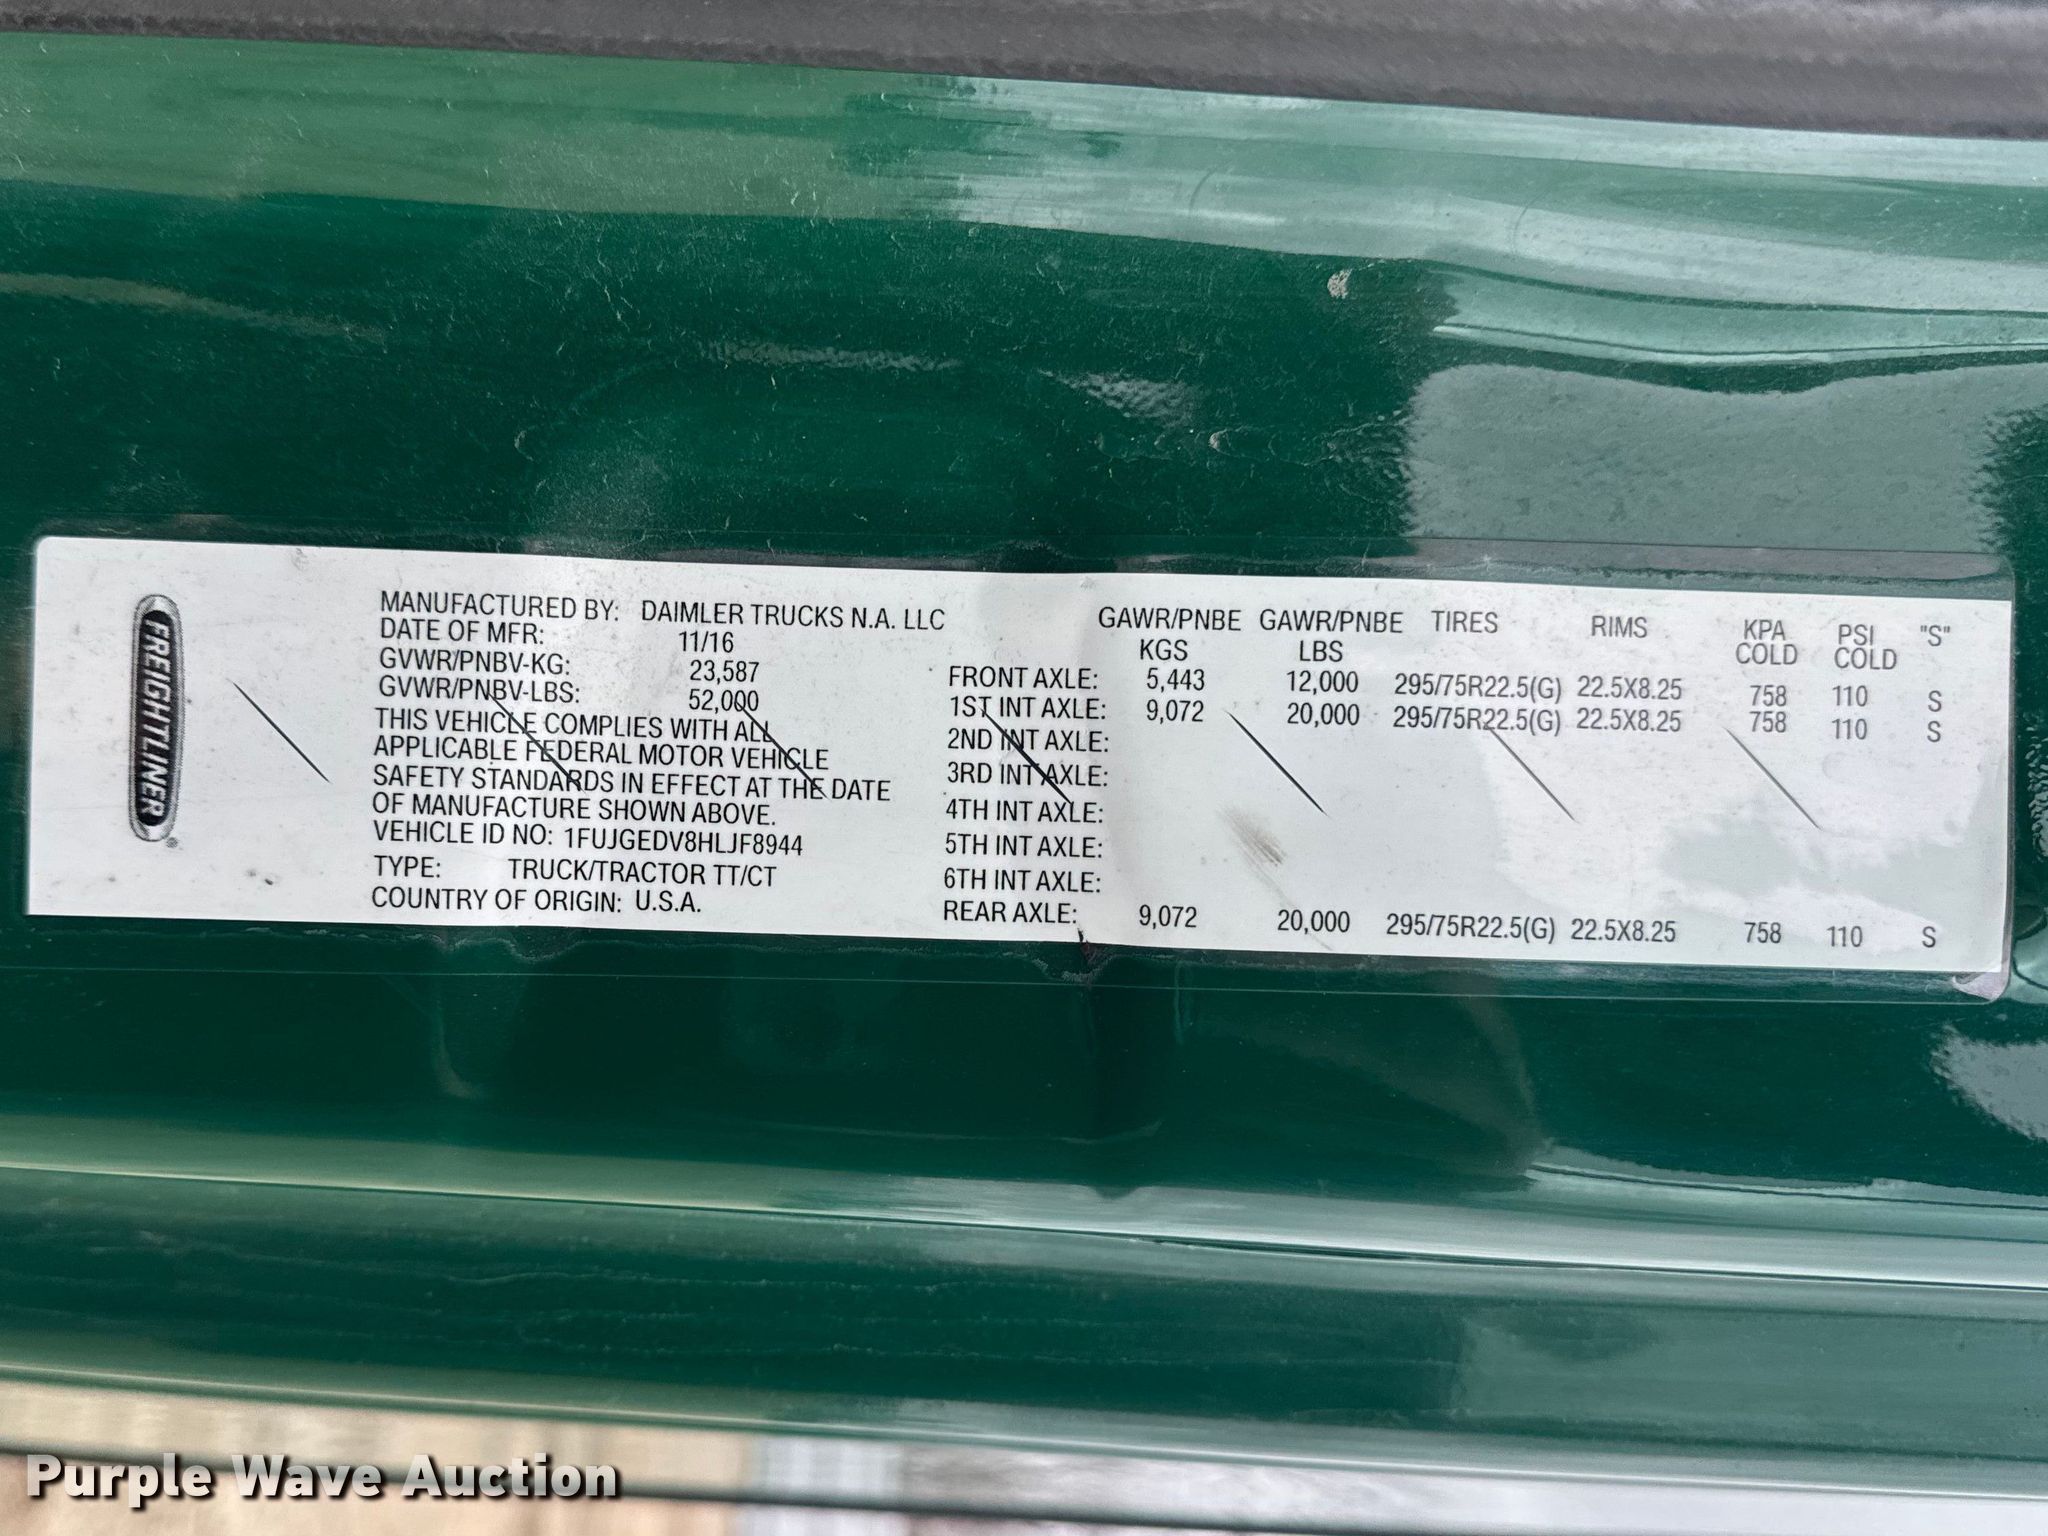 FREIGHTLINER
®
MANUFACTURED BY: DAIMLER TRUCKS N.A. LLC
DATE OF MFR: 11/16
GVWR/PNBV-KG: 23,587
GVWR/PNBV-LBS: 52,000
THIS VEHICLE COMPLIES WITH ALL
APPLICABLE FEDERAL MOTOR VEHICLE
SAFETY STANDARDS IN EFFECT AT THE DATE
OF MANUFACTURE SHOWN ABOVE.
VEHICLE ID NO: 1FUJGEDV8HLJF8944
TYPE: TRUCK/TRACTOR TT/CT
COUNTRY OF ORIGIN: U.S.A.
GAWR/PNBE GAWR/PNBE TIRES RIMS KPA PSI "S"
KGS LBS COLD COLD
FRONT AXLE: 5,443 12,000 295/75R22.5(G) 22.5X8.25 758 110 S
1ST INT AXLE: 9,072 20,000 295/75R22.5(G) 22.5X8.25 758 110 S
2ND INT AXLE:
3RD INT AXLE:
4TH INT AXLE:
5TH INT AXLE:
6TH INT AXLE:
REAR AXLE: 9,072 20,000 295/75R22.5(G) 22.5X8.25 758 110 S
Purple Wave Auction